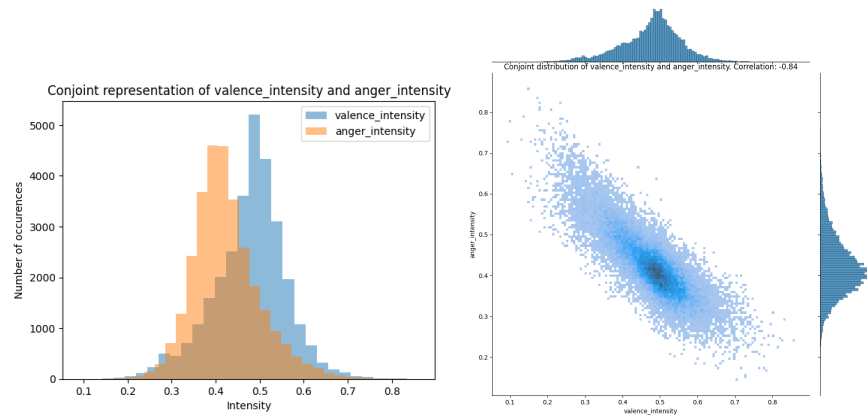 Conjoint representation of valence_intensity and anger_intensity
valence_intensity
anger_intensity
Number of occurences
5000
4000
3000
2000
1000
0
0.1 0.2 0.3 0.4 0.5 0.6 0.7 0.8
Intensity
Conjoint distribution of valence_intensity and anger_intensity. Correlation: -0.84
anger_intensity
0.8
0.7
0.6
0.5
0.4
0.3
0.2
0.1 0.2 0.3 0.4 0.5 0.6 0.7 0.8
valence_intensity